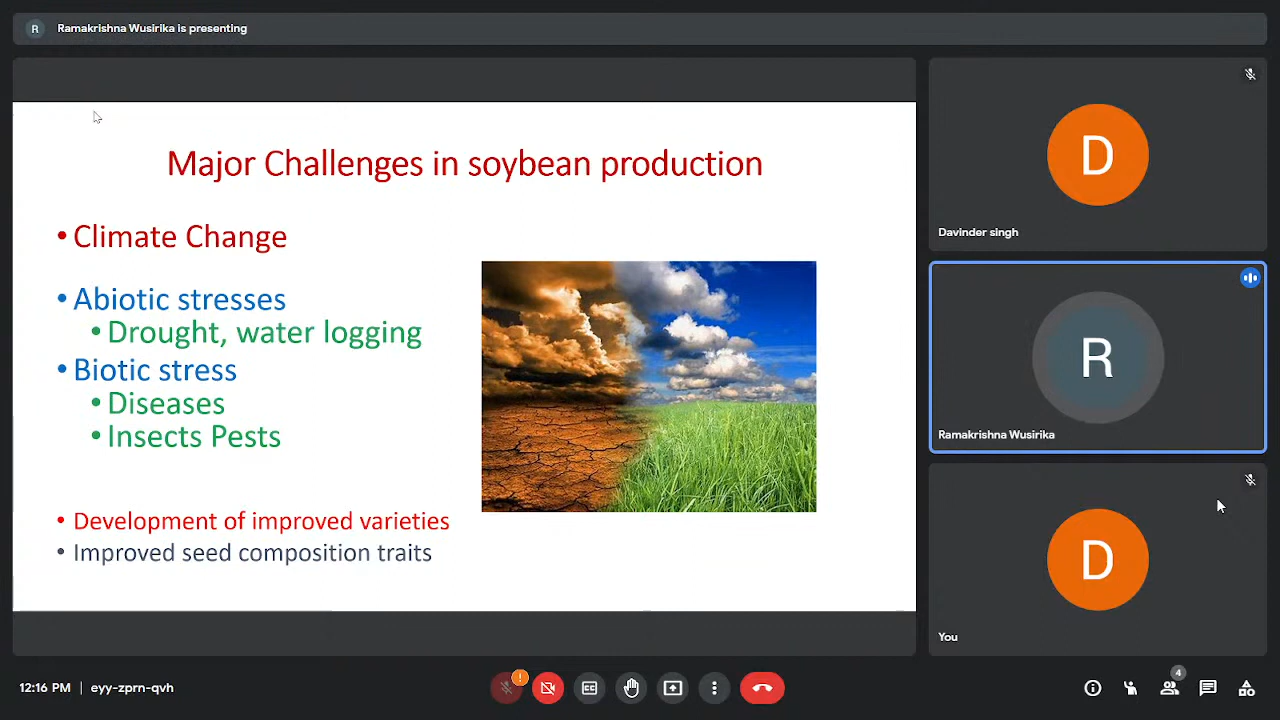 R Ramakrishna Wusirika is presenting
Major Challenges in soybean production
• Climate Change
• Abiotic stresses
• Drought, water logging
• Biotic stress
• Diseases
• Insects Pests
• Development of improved varieties
• Improved seed composition traits
D
Davinder singh
R
Ramakrishna Wusirika
D
You
12:16 PM | eyy-zprn-qvh
!
CC
4